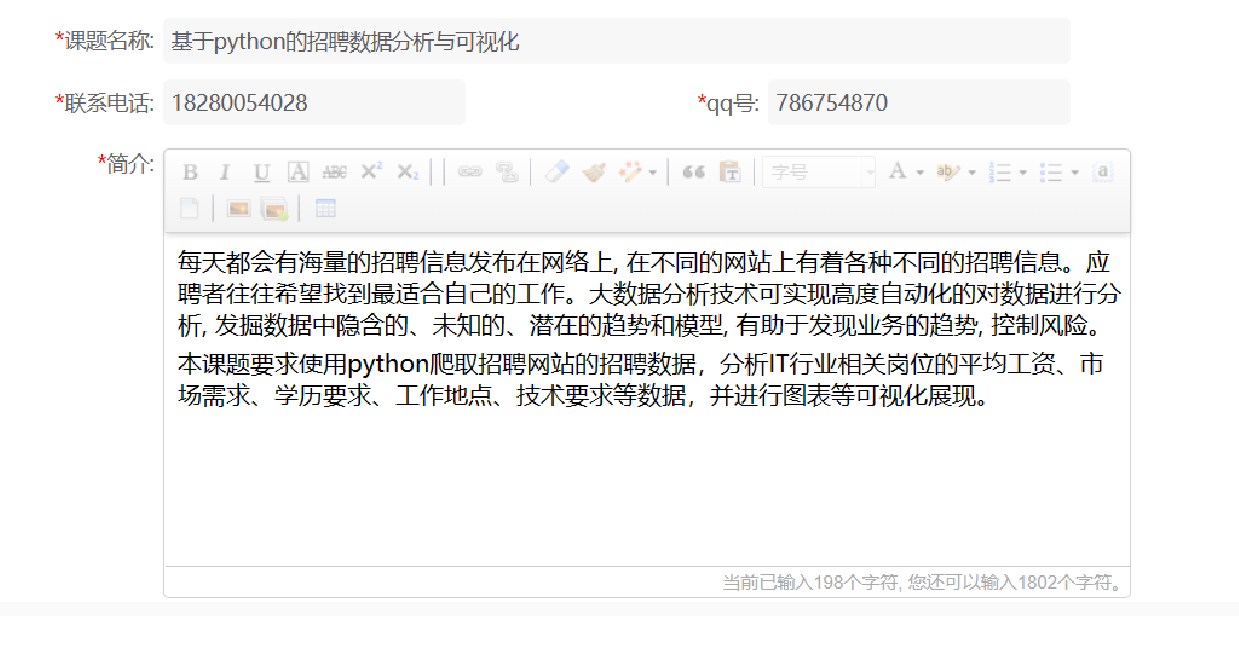 *课题名称: 基于python的招聘数据分析与可视化
*联系电话: 18280054028 *qq号: 786754870
*简介:
B I U A ABC X² X₂ 字号 A ab a
每天都会有海量的招聘信息发布在网络上, 在不同的网站上有着各种不同的招聘信息。应
聘者往往希望找到最适合自己的工作。大数据分析技术可实现高度自动化的对数据进行分
析, 发掘数据中隐含的、未知的、潜在的趋势和模型, 有助于发现业务的趋势, 控制风险。
本课题要求使用python爬取招聘网站的招聘数据，分析IT行业相关岗位的平均工资、市
场需求、学历要求、工作地点、技术要求等数据，并进行图表等可视化展现。
当前已输入198个字符, 您还可以输入1802个字符。